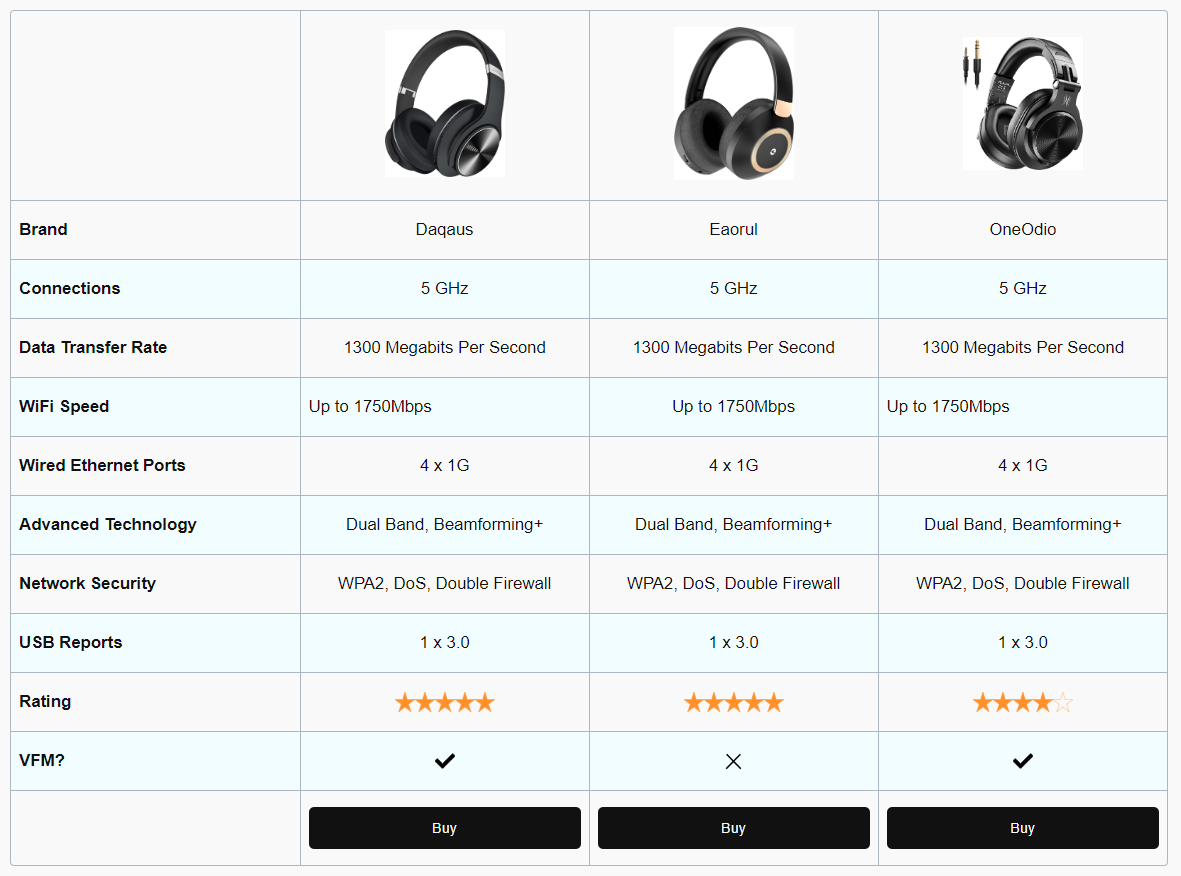 Brand Daqaus Eaorul OneOdio
Connections 5 GHz 5 GHz 5 GHz
Data Transfer Rate 1300 Megabits Per Second 1300 Megabits Per Second 1300 Megabits Per Second
WiFi Speed Up to 1750Mbps Up to 1750Mbps Up to 1750Mbps
Wired Ethernet Ports 4 x 1G 4 x 1G 4 x 1G
Advanced Technology Dual Band, Beamforming+ Dual Band, Beamforming+ Dual Band, Beamforming+
Network Security WPA2, DoS, Double Firewall WPA2, DoS, Double Firewall WPA2, DoS, Double Firewall
USB Reports 1 x 3.0 1 x 3.0 1 x 3.0
Rating
VFM?
Buy Buy Buy